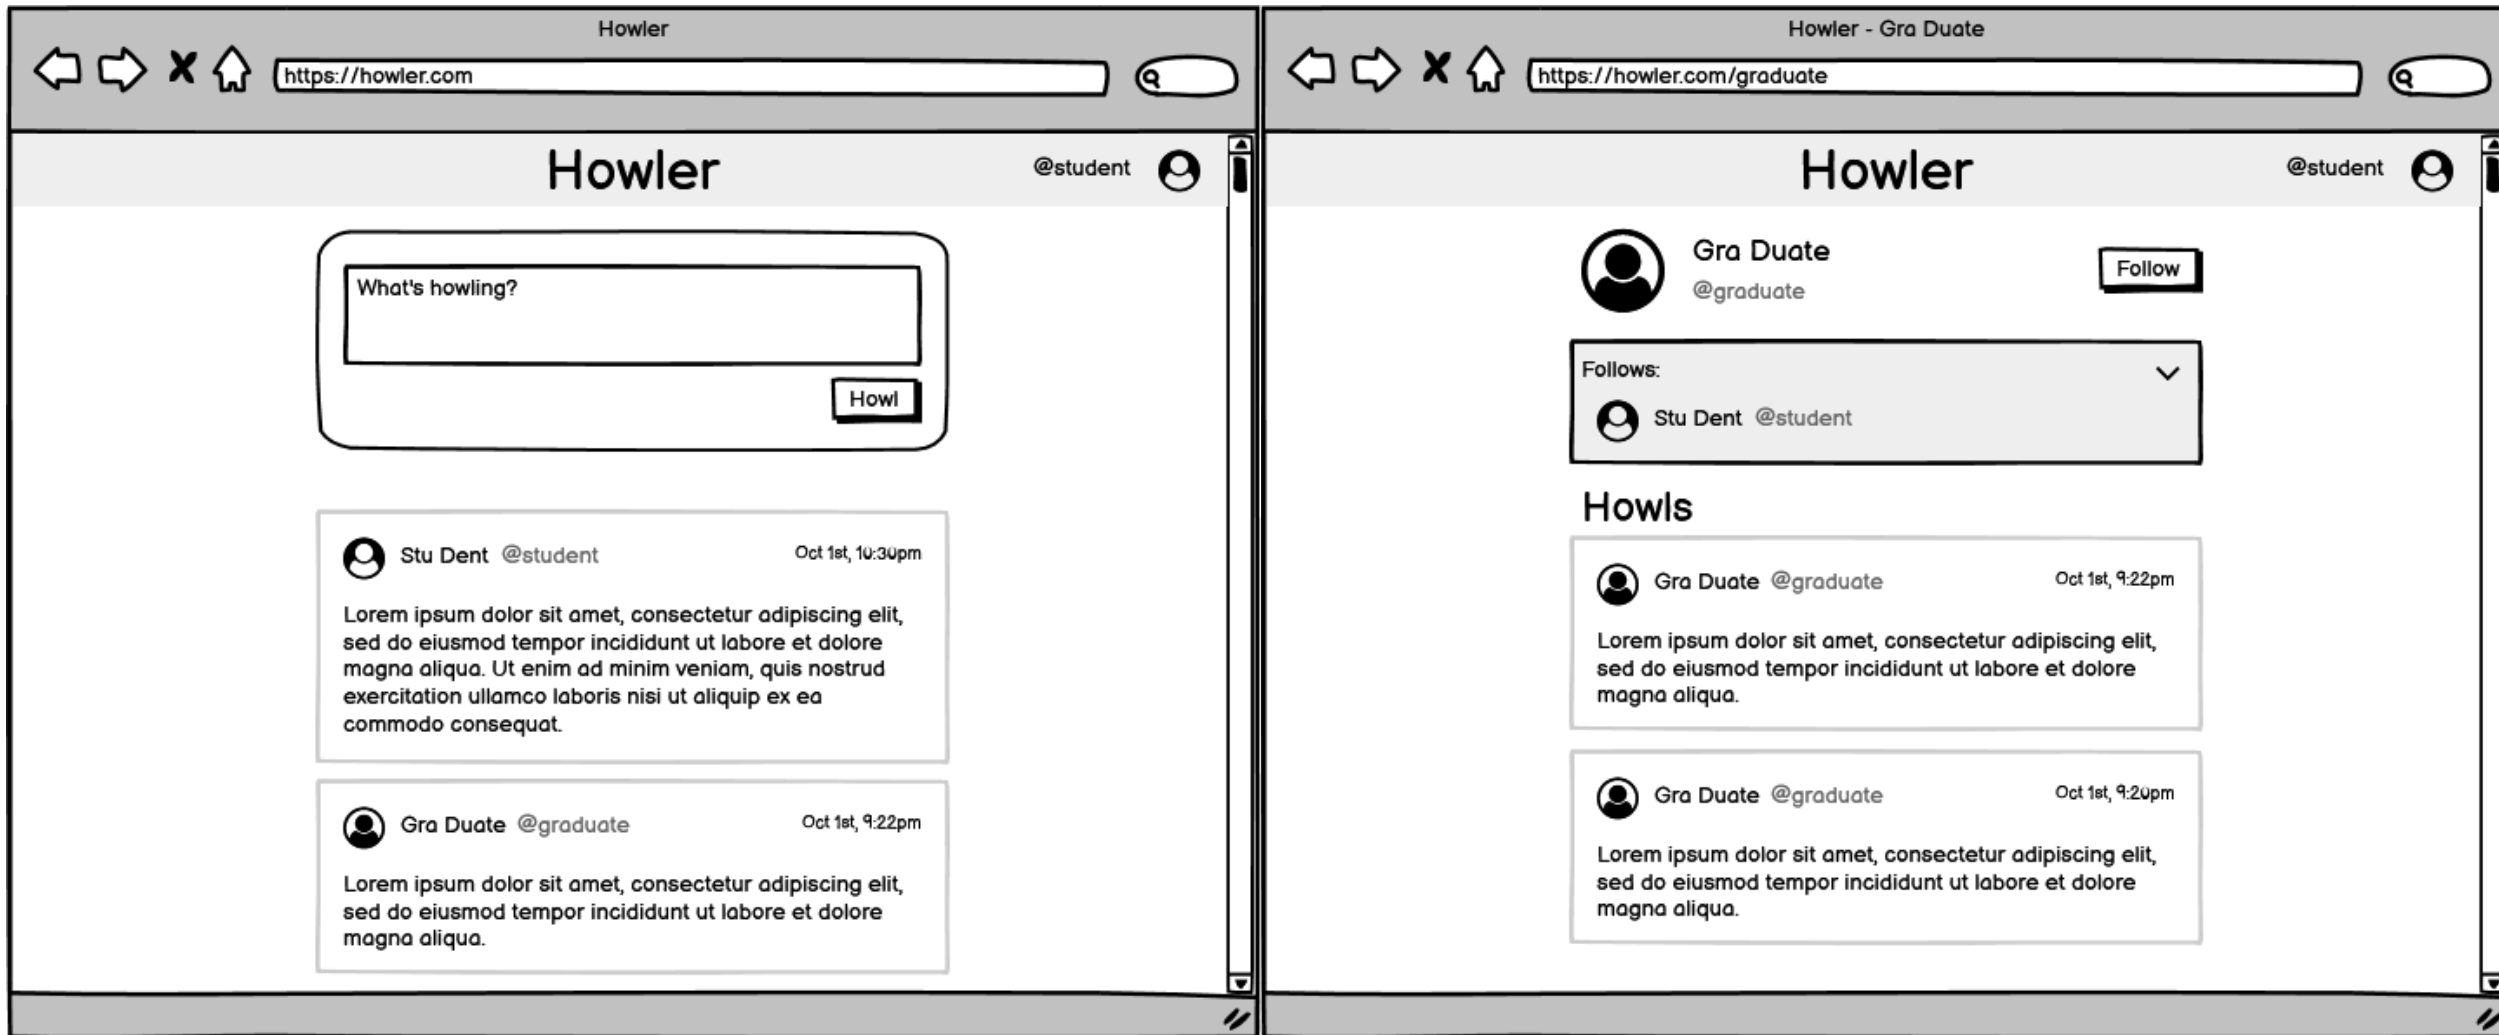 Howler
https://howler.com
Howler
@student
What's howling?
Howl
Stu Dent @student
Oct 1st, 10:30pm
Lorem ipsum dolor sit amet, consectetur adipiscing elit,
sed do eiusmod tempor incididunt ut labore et dolore
magna aliqua. Ut enim ad minim veniam, quis nostrud
exercitation ullamco laboris nisi ut aliquip ex ea
commodo consequat.
Gra Duate @graduate
Oct 1st, 9:22pm
Lorem ipsum dolor sit amet, consectetur adipiscing elit,
sed do eiusmod tempor incididunt ut labore et dolore
magna aliqua.
Howler - Gra Duate
https://howler.com/graduate
Howler
@student
Gra Duate
@graduate
Follow
Follows:
Stu Dent @student
Howls
Gra Duate @graduate
Oct 1st, 9:22pm
Lorem ipsum dolor sit amet, consectetur adipiscing elit,
sed do eiusmod tempor incididunt ut labore et dolore
magna aliqua.
Gra Duate @graduate
Oct 1st, 9:20pm
Lorem ipsum dolor sit amet, consectetur adipiscing elit,
sed do eiusmod tempor incididunt ut labore et dolore
magna aliqua.